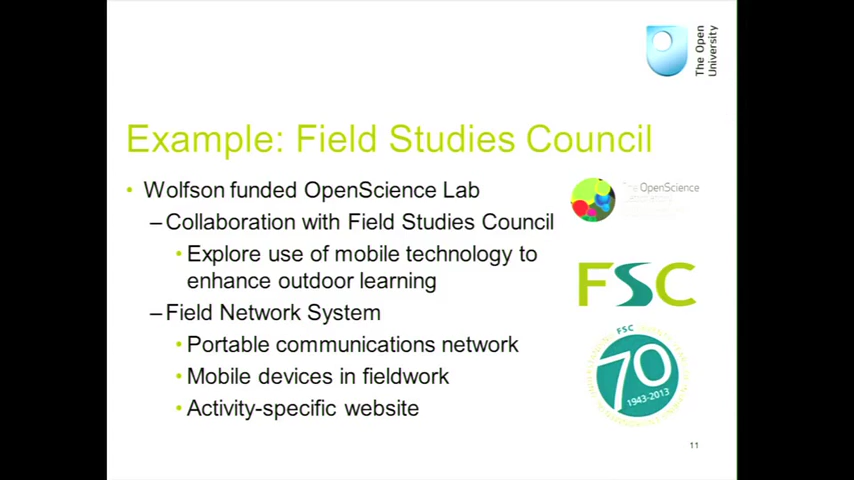 The Open
University
Example: Field Studies Council
• Wolfson funded OpenScience Lab
–Collaboration with Field Studies Council
•Explore use of mobile technology to
enhance outdoor learning
–Field Network System
•Portable communications network
•Mobile devices in fieldwork
•Activity-specific website
The OpenScience
FSC
FSC
70
1943-2013
11